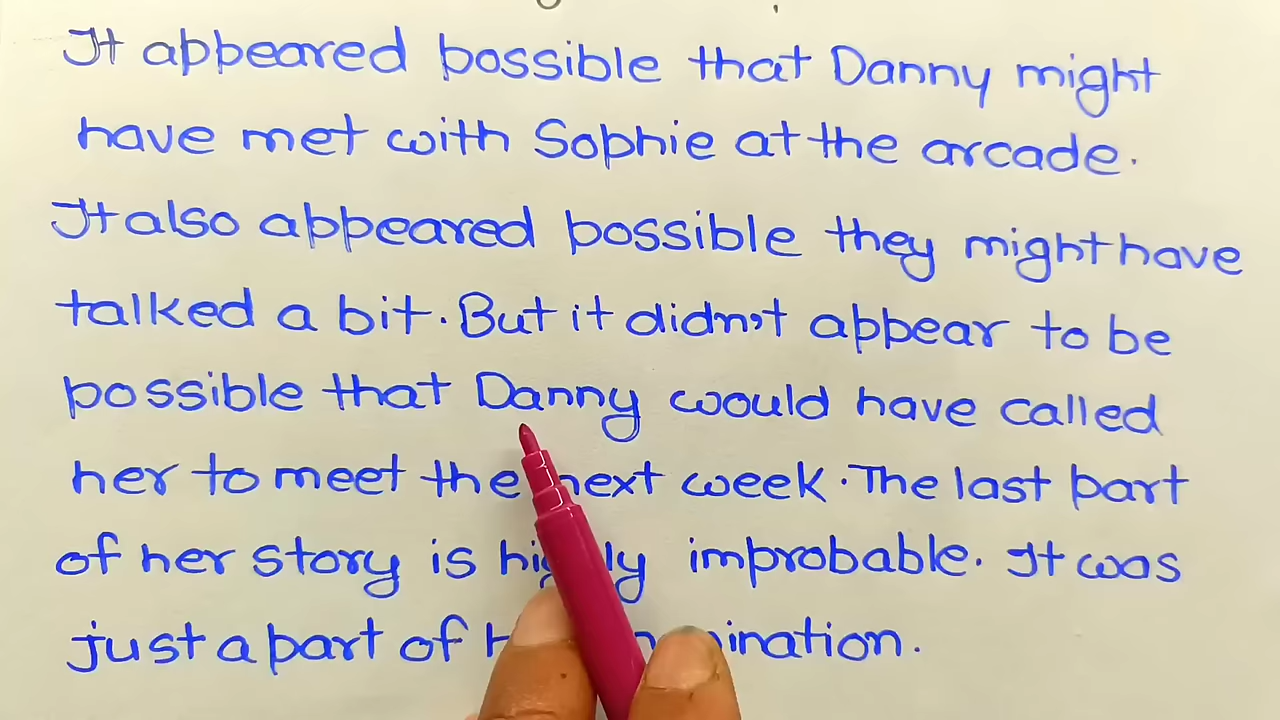 It appeared possible that Danny might
have met with Sophie at the arcade.
It also appeared possible they might have
talked a bit. But it didn't appear to be
possible that Danny would have called
her to meet the next week. The last part
of her story is highly improbable. It was
just a part of